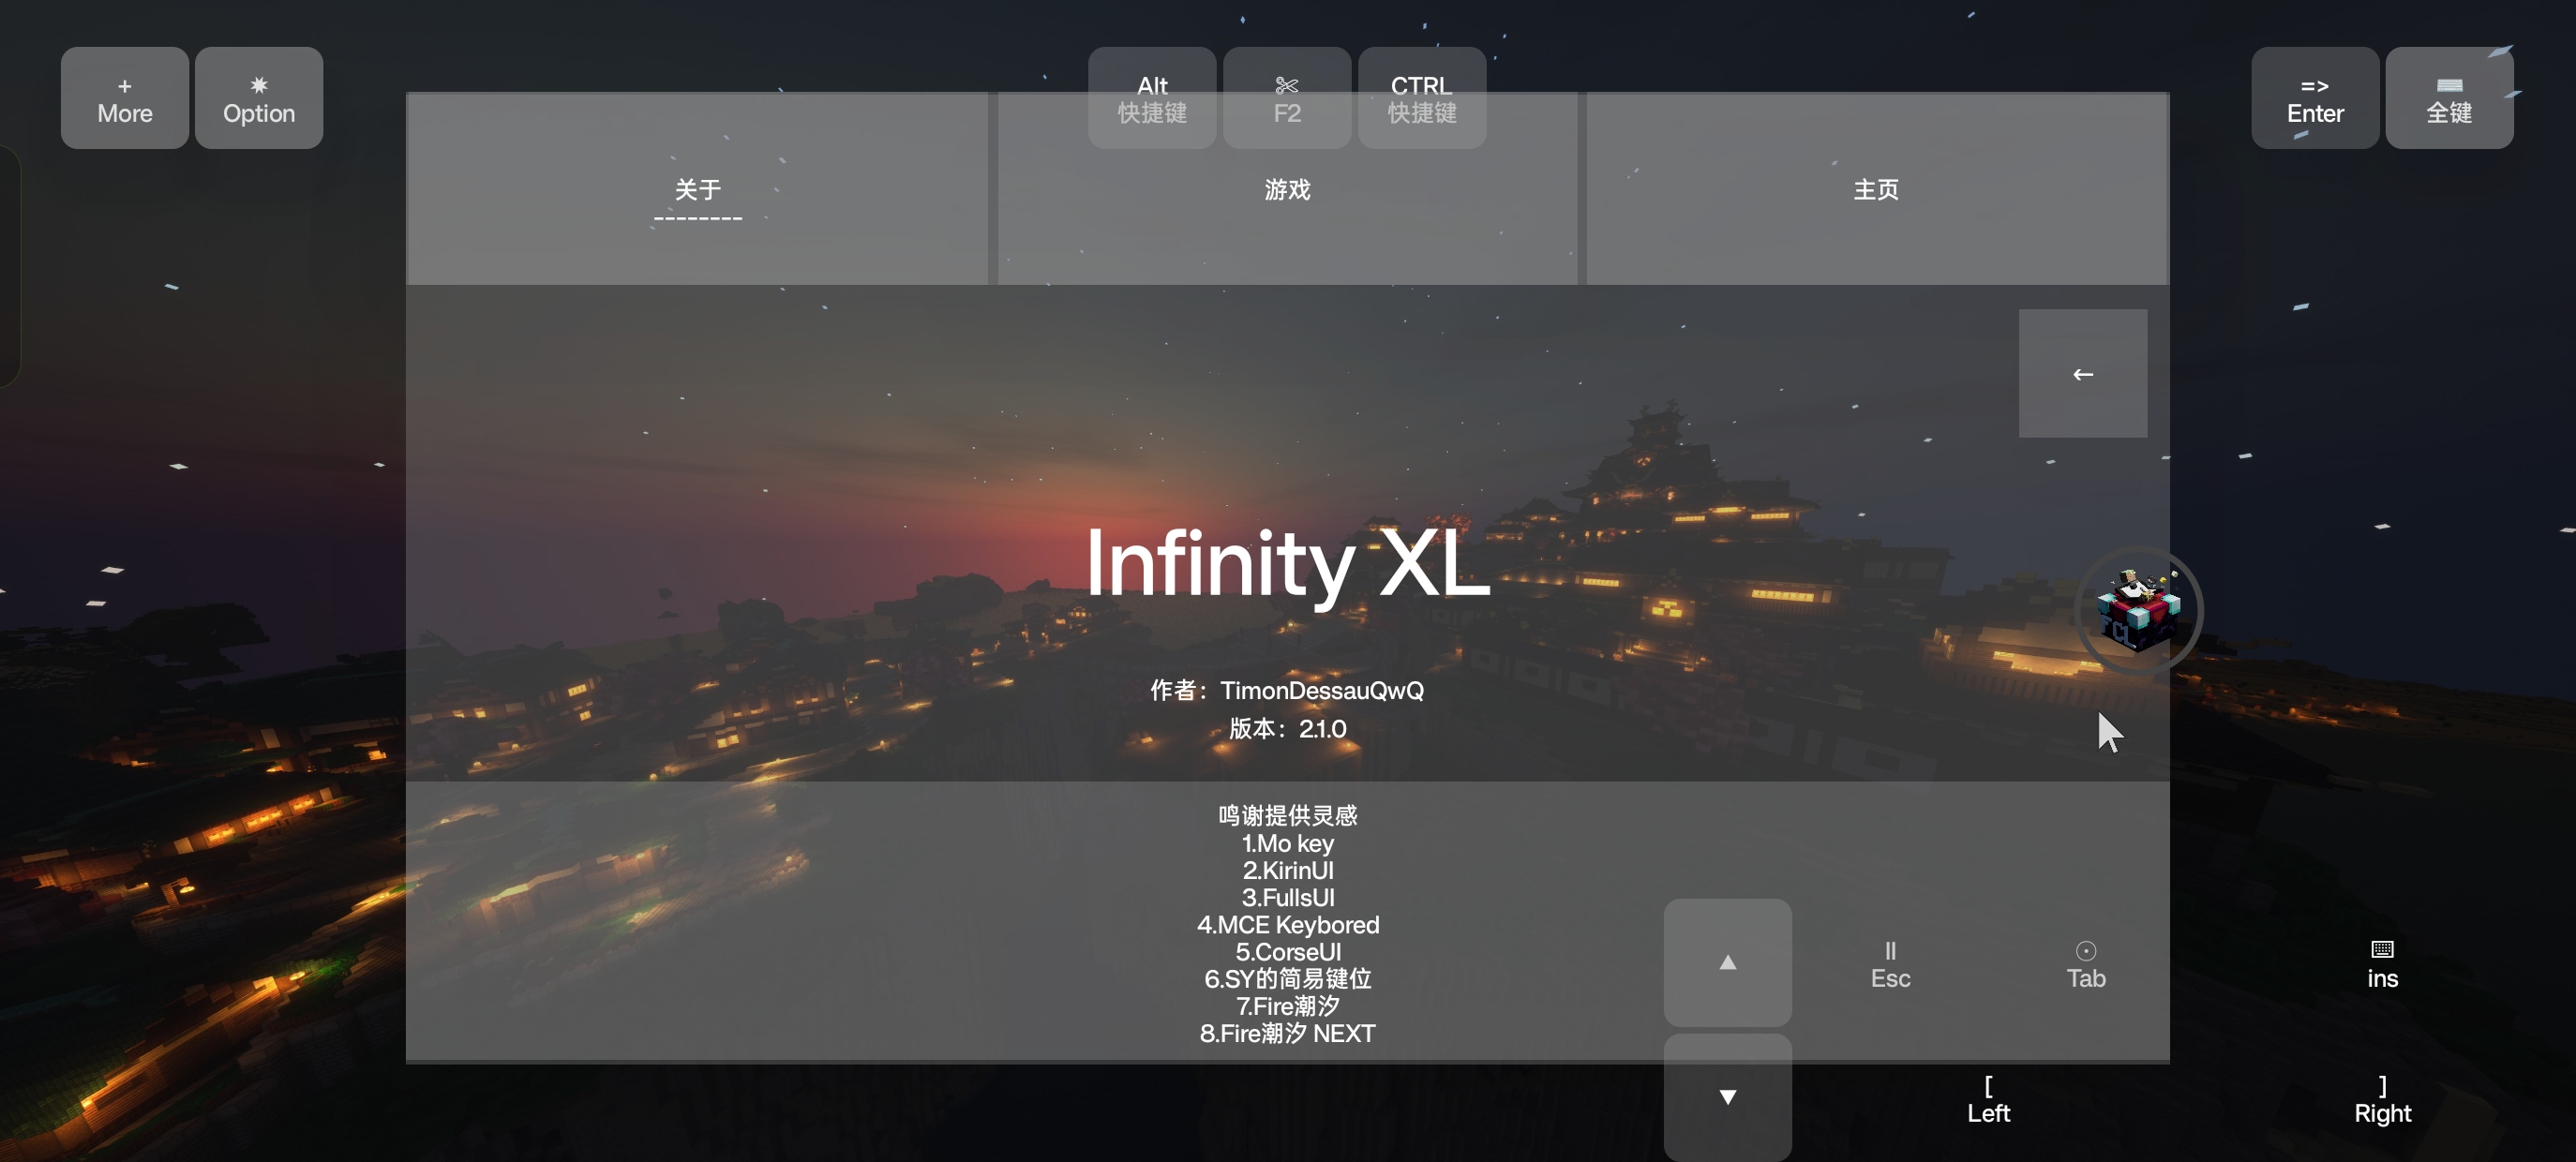 +
More
✷
Option
Alt
快捷键
✄
F2
CTRL
快捷键
=>
Enter
⌨
全键
关于
--------
游戏
主页
←
Infinity XL
FCL
作者：TimonDessauQwQ
版本：2.1.0
鸣谢提供灵感
1.Mo key
2.KirinUI
3.FullsUI
4.MCE Keybored
5.CorseUI
6.SY的简易键位
7.Fire潮汐
8.Fire潮汐 NEXT
▲
||
Esc
⊙
Tab
⌨
ins
▼
[
Left
]
Right